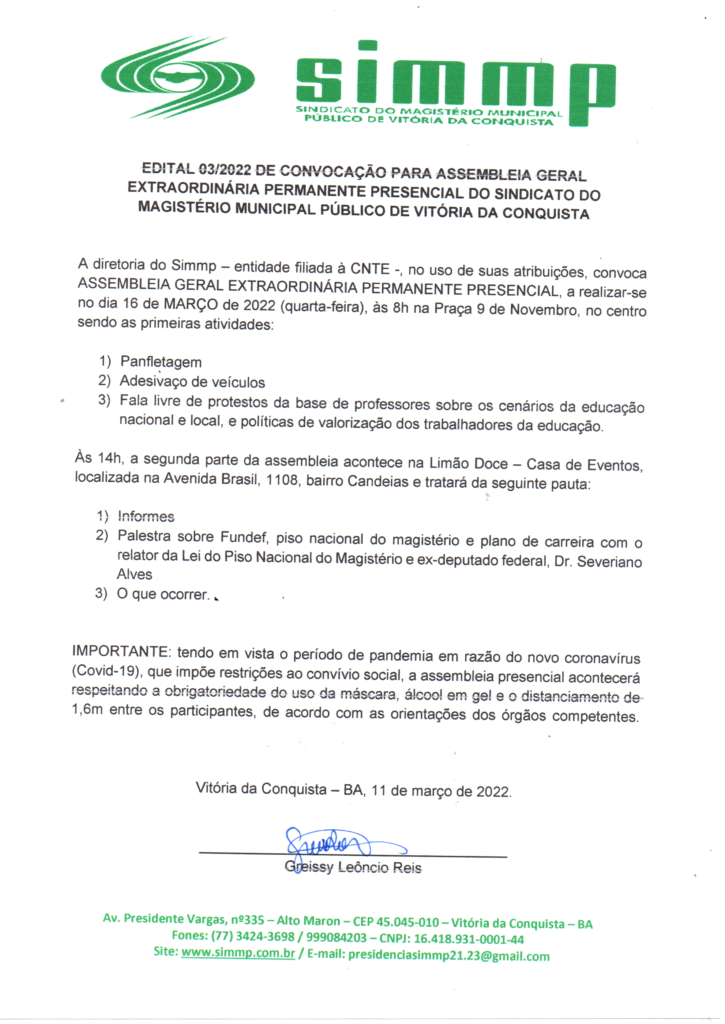 simmp
SINDICATO DO MAGISTÉRIO MUNICIPAL
PÚBLICO DE VITÓRIA DA CONQUISTA
EDITAL 03/2022 DE CONVOCAÇÃO PARA ASSEMBLEIA GERAL
EXTRAORDINÁRIA PERMANENTE PRESENCIAL DO SINDICATO DO
MAGISTÉRIO MUNICIPAL PÚBLICO DE VITÓRIA DA CONQUISTA
A diretoria do Simmp – entidade filiada à CNTE -, no uso de suas atribuições, convoca
ASSEMBLEIA GERAL EXTRAORDINÁRIA PERMANENTE PRESENCIAL, a realizar-se
no dia 16 de MARÇO de 2022 (quarta-feira), às 8h na Praça 9 de Novembro, no centro
sendo as primeiras atividades:
1) Panfletagem
2) Adesivaço de veículos
3) Fala livre de protestos da base de professores sobre os cenários da educação
nacional e local, e políticas de valorização dos trabalhadores da educação.
Às 14h, a segunda parte da assembleia acontece na Limão Doce – Casa de Eventos,
localizada na Avenida Brasil, 1108, bairro Candeias e tratará da seguinte pauta:
1) Informes
2) Palestra sobre Fundef, piso nacional do magistério e plano de carreira com o
relator da Lei do Piso Nacional do Magistério e ex-deputado federal, Dr. Severiano
Alves
3) O que ocorrer.
IMPORTANTE: tendo em vista o período de pandemia em razão do novo coronavírus
(Covid-19), que impõe restrições ao convívio social, a assembleia presencial acontecerá
respeitando a obrigatoriedade do uso da máscara, álcool em gel e o distanciamento de
1,6m entre os participantes, de acordo com as orientações dos órgãos competentes.
Vitória da Conquista – BA, 11 de março de 2022.
Greissy Leôncio Reis
Av. Presidente Vargas, nº335 – Alto Maron – CEP 45.045-010 – Vitória da Conquista – BA
Fones: (77) 3424-3698 / 999084203 – CNPJ: 16.418.931-0001-44
Site: www.simmp.com.br / E-mail: presidenciasimmp21.23@gmail.com